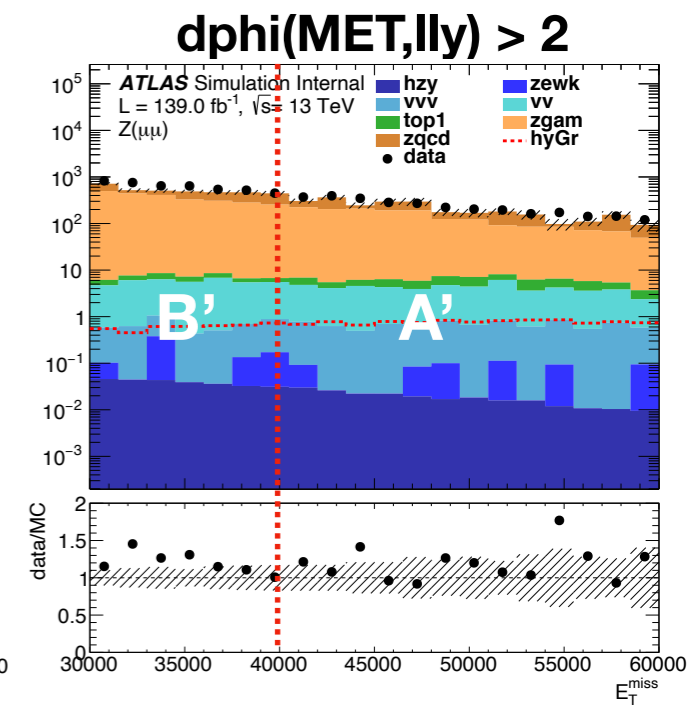 dphi(MET,lly) > 2
ATLAS Simulation Internal
L = 139.0 fb⁻¹, √s= 13 TeV
Z(μμ)
hzy
zewk
vvv
vv
top1
zgam
zqcd
hyGr
data
10⁵
10⁴
10³
10²
10
1
10⁻¹
10⁻²
10⁻³
B’
A’
data/MC
2
1.5
1
0.5
0
0
30000 35000 40000 45000 50000 55000 60000
E_T^miss